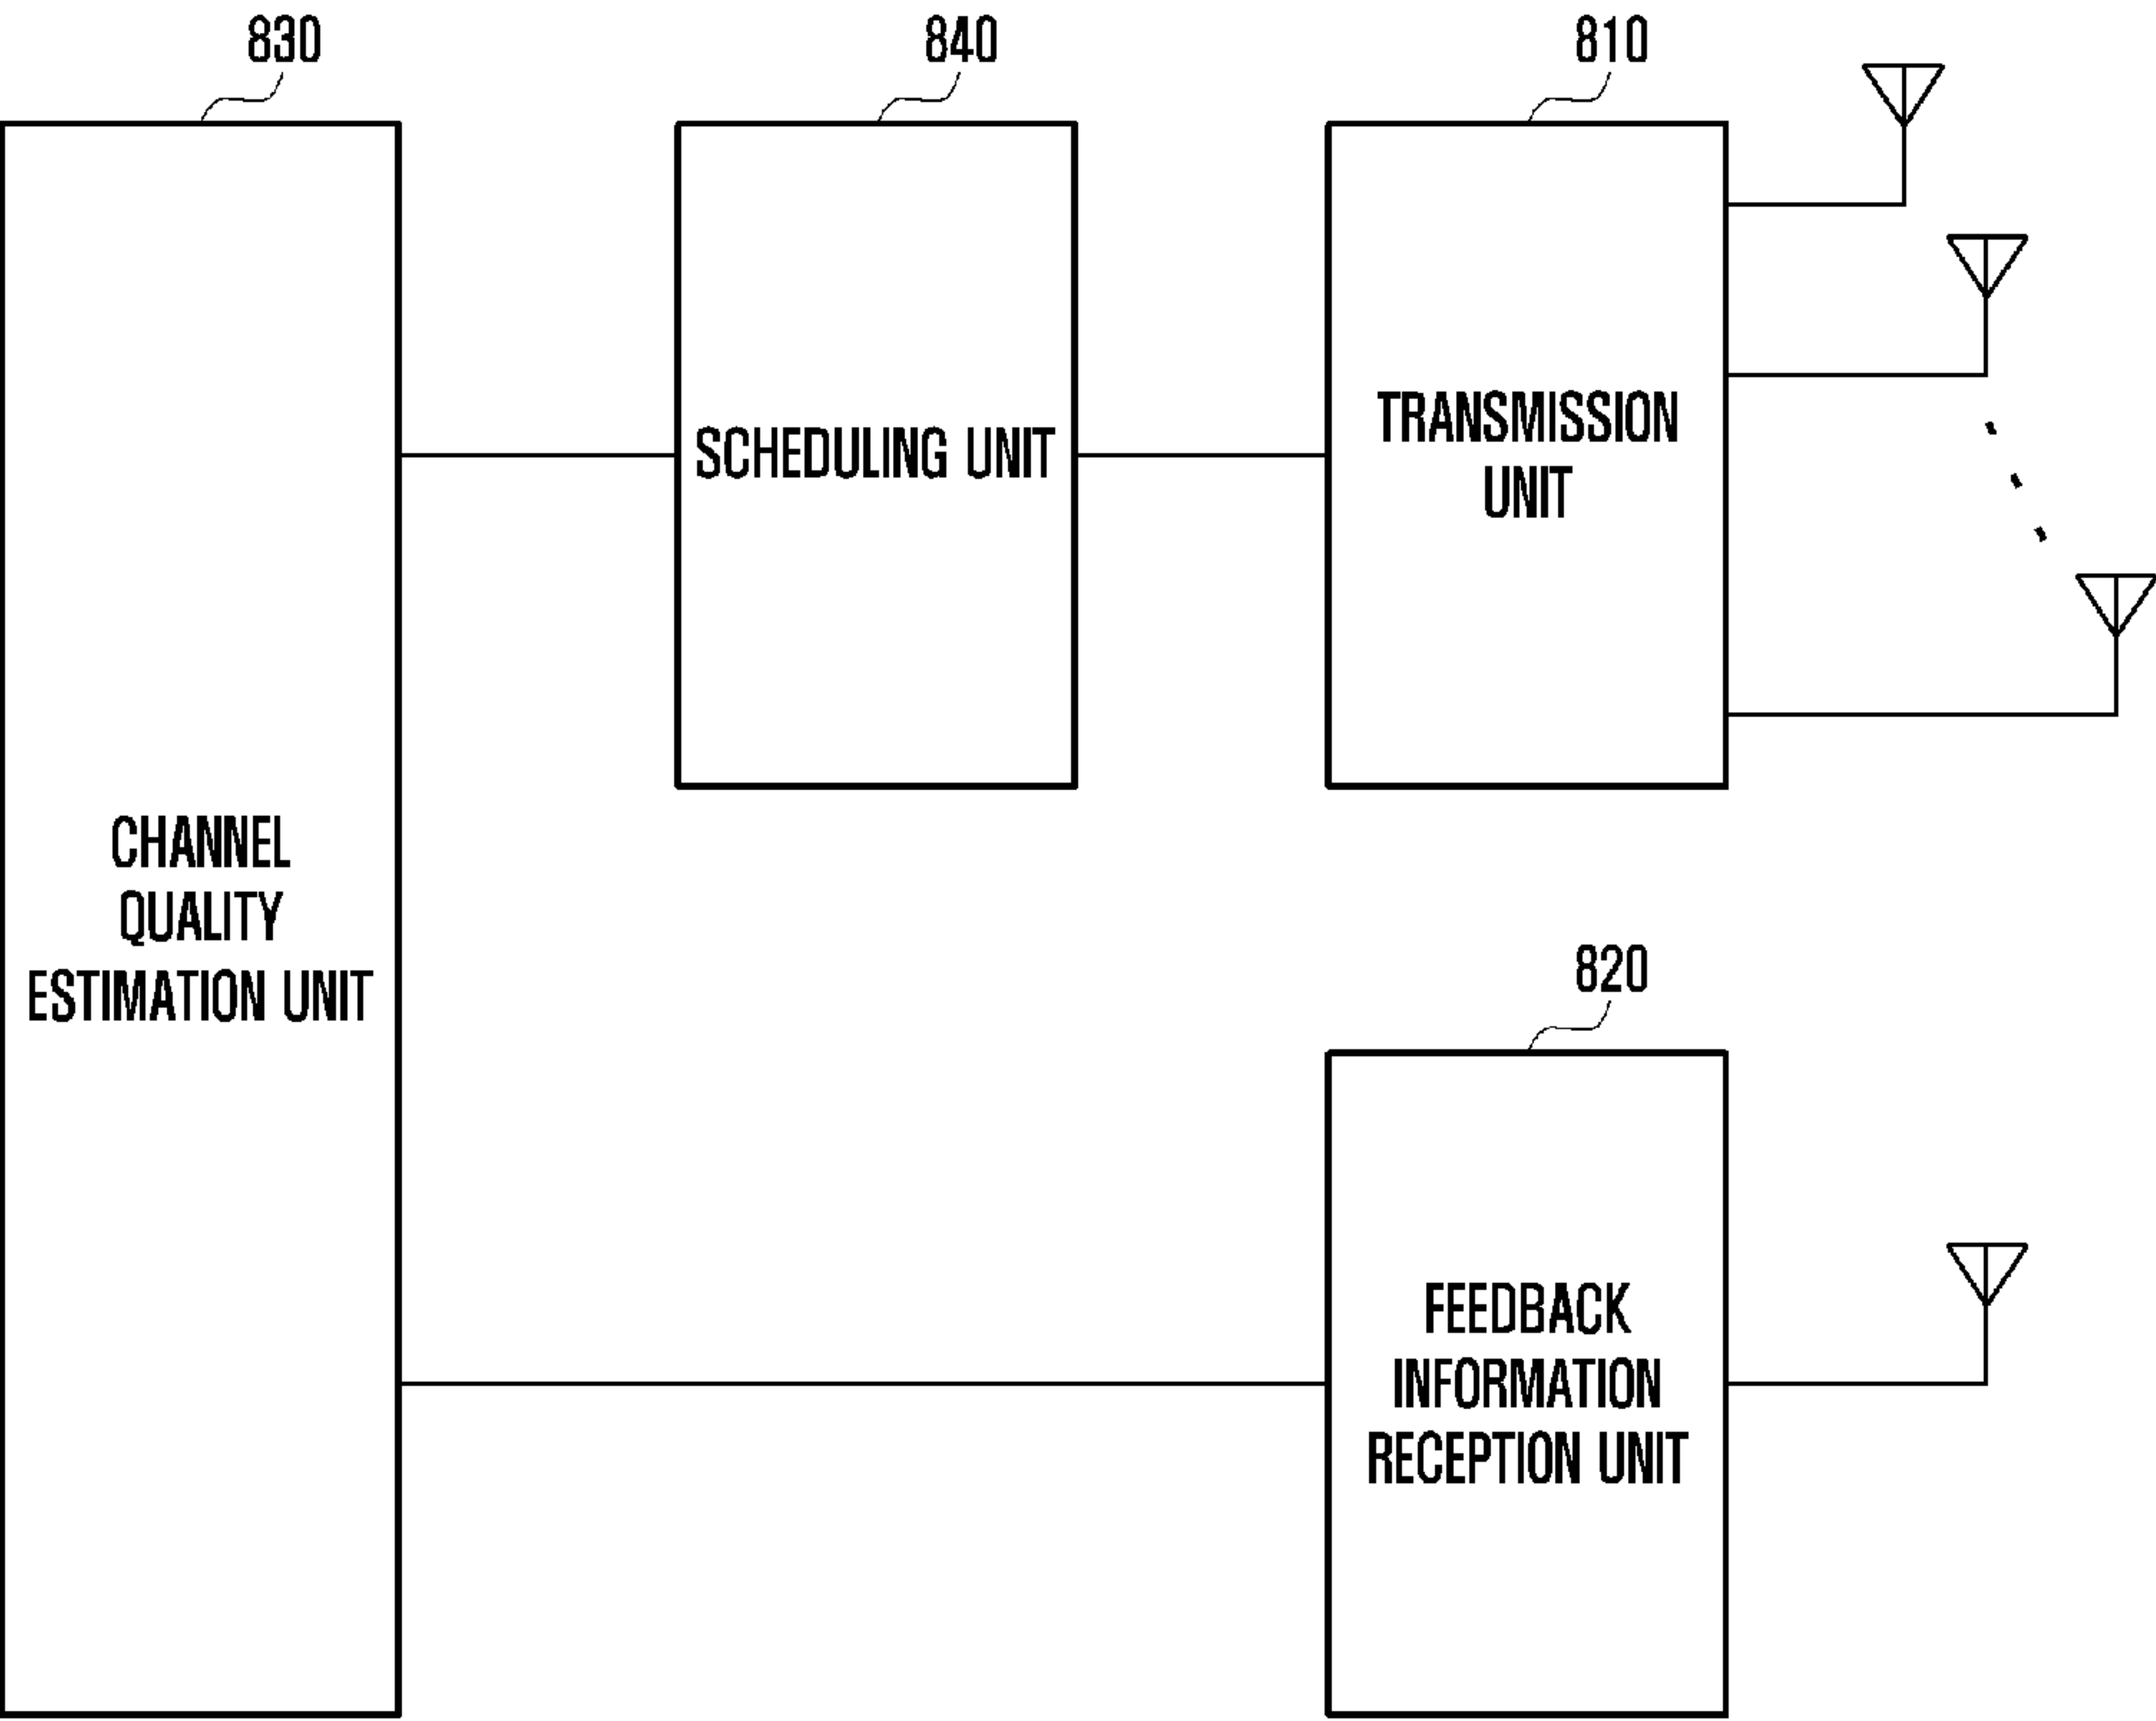 830
840
810
CHANNEL
QUALITY
ESTIMATION UNIT
SCHEDULING UNIT
TRANSMISSION
UNIT
820
FEEDBACK
INFORMATION
RECEPTION UNIT